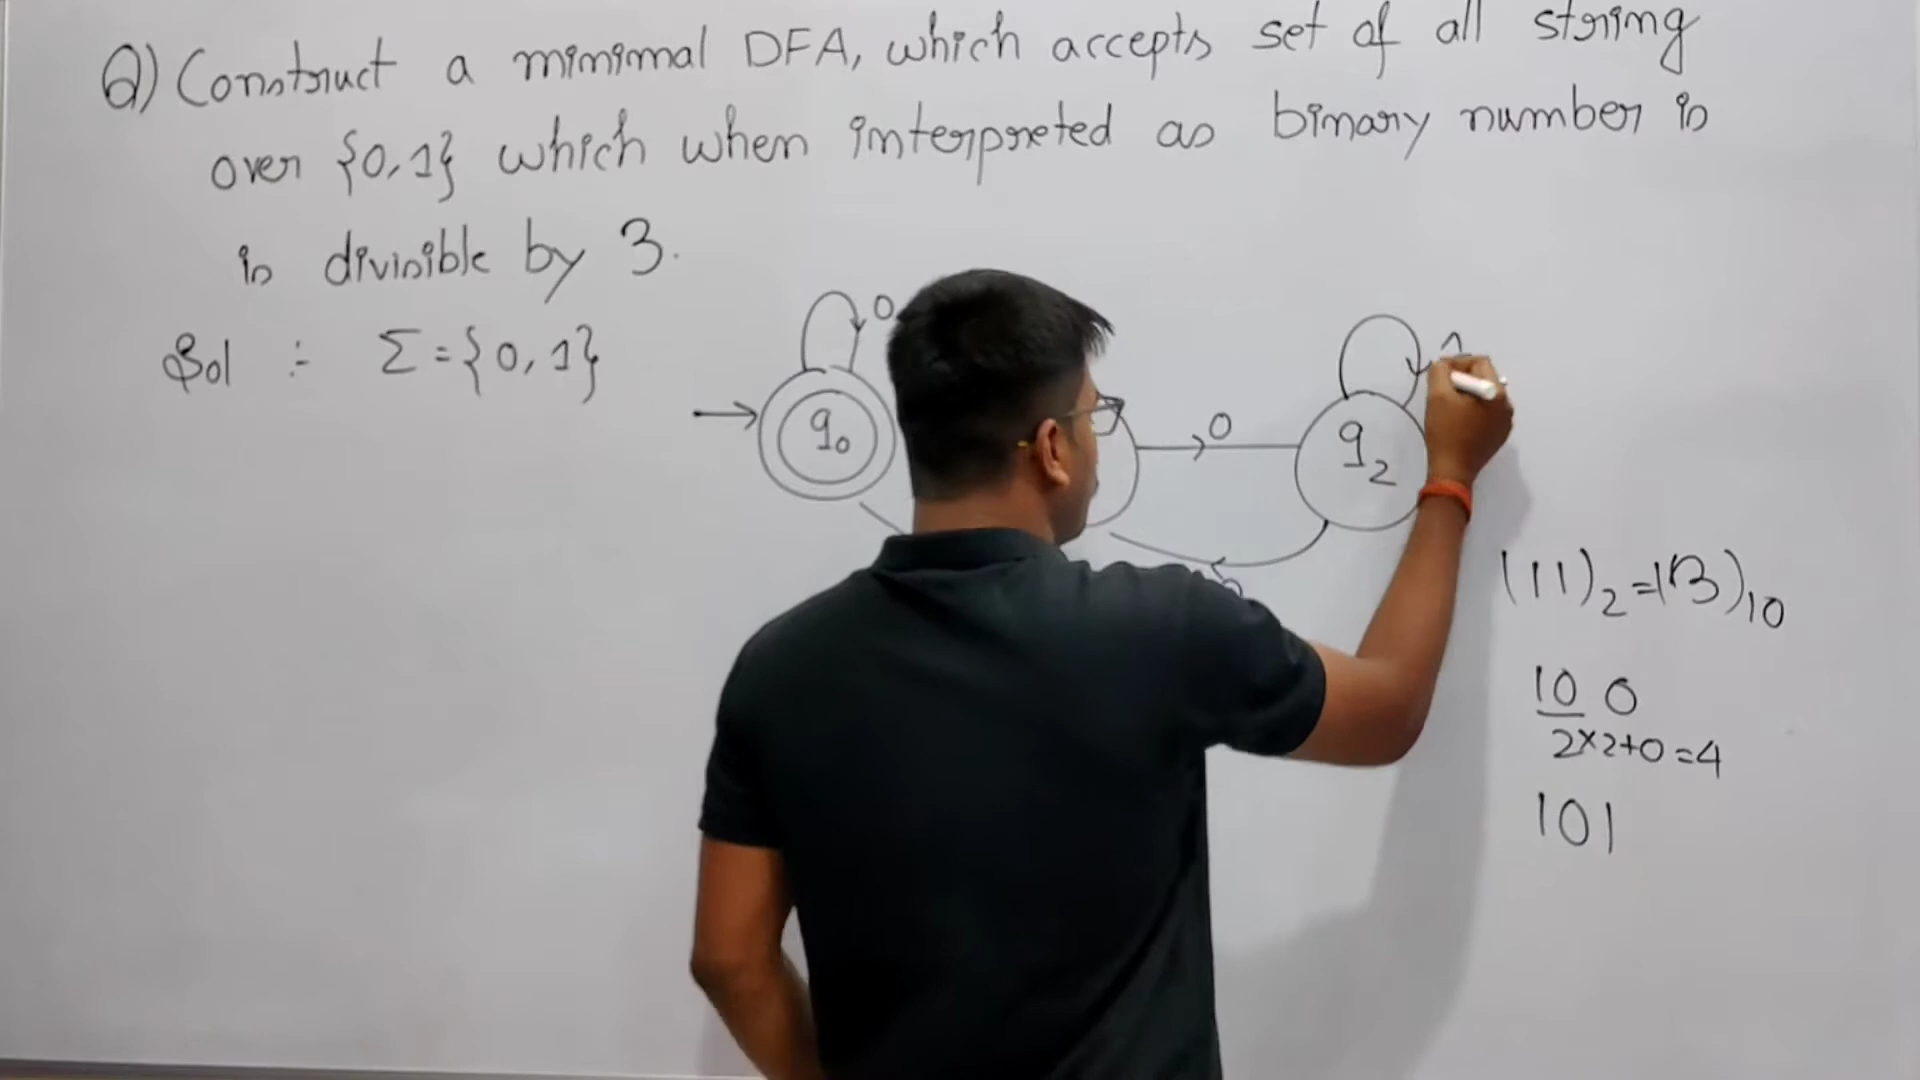 Q) Construct a minimal DFA, which accepts set of all string
over {0,1} which when interpreted as binary number is
is divisible by 3.
Sol :- Σ={0,1}
0
1
q0
0
q2
0
(11)2=(3)10
10 0
2x2+0=4
101